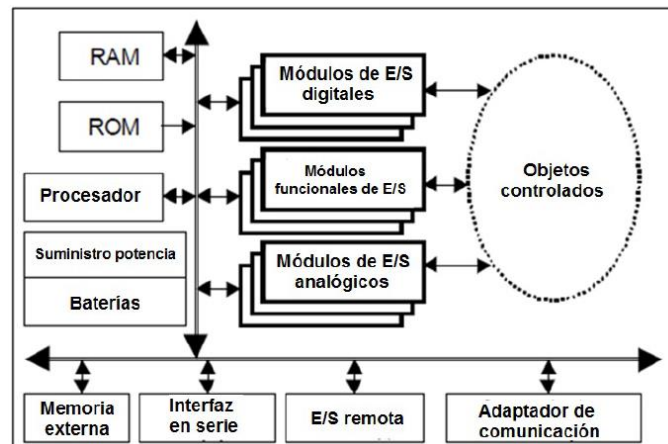 RAM
ROM
Procesador
Suministro potencia
Baterías
Módulos de E/S
digitales
Módulos
funcionales de E/S
Módulos de E/S
analógicos
Objetos
controlados
Memoria
externa
Interfaz
en serie
E/S remota
Adaptador de
comunicación